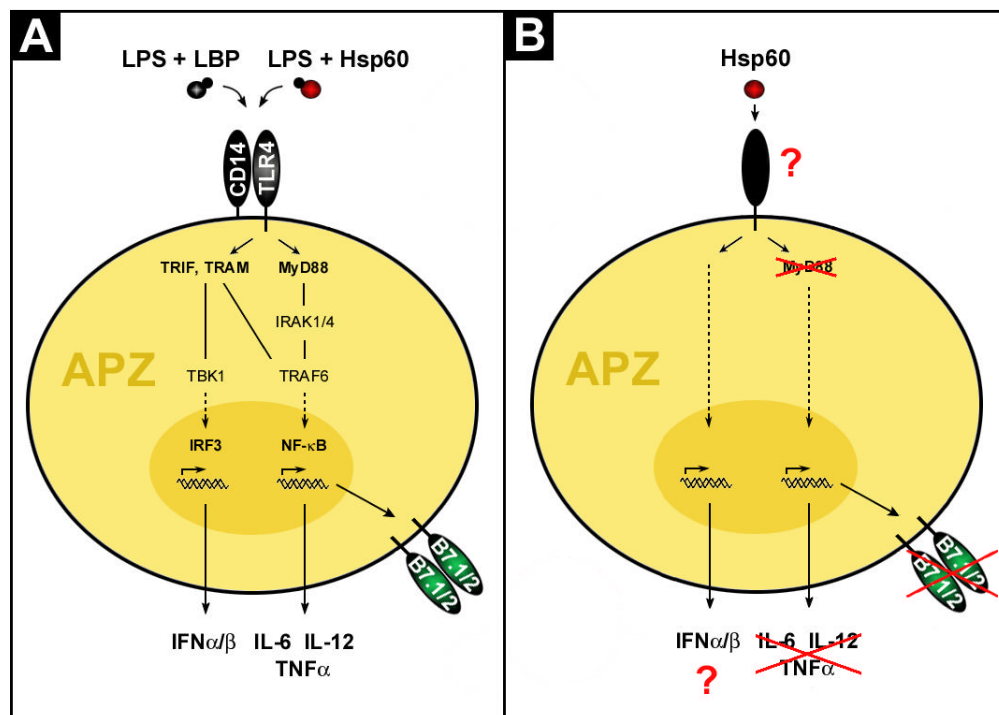 A
LPS + LBP LPS + Hsp60
CD14
TLR4
TRIF, TRAM MyD88
IRAK1/4
APZ
TBK1 TRAF6
IRF3 NF-κB
B7.1/2
B7.1/2
IFNα/β IL-6 IL-12
TNFα
B
Hsp60
?
MyD88
APZ
B7.1/2
B7.1/2
IFNα/β IL-6 IL-12
TNFα
?